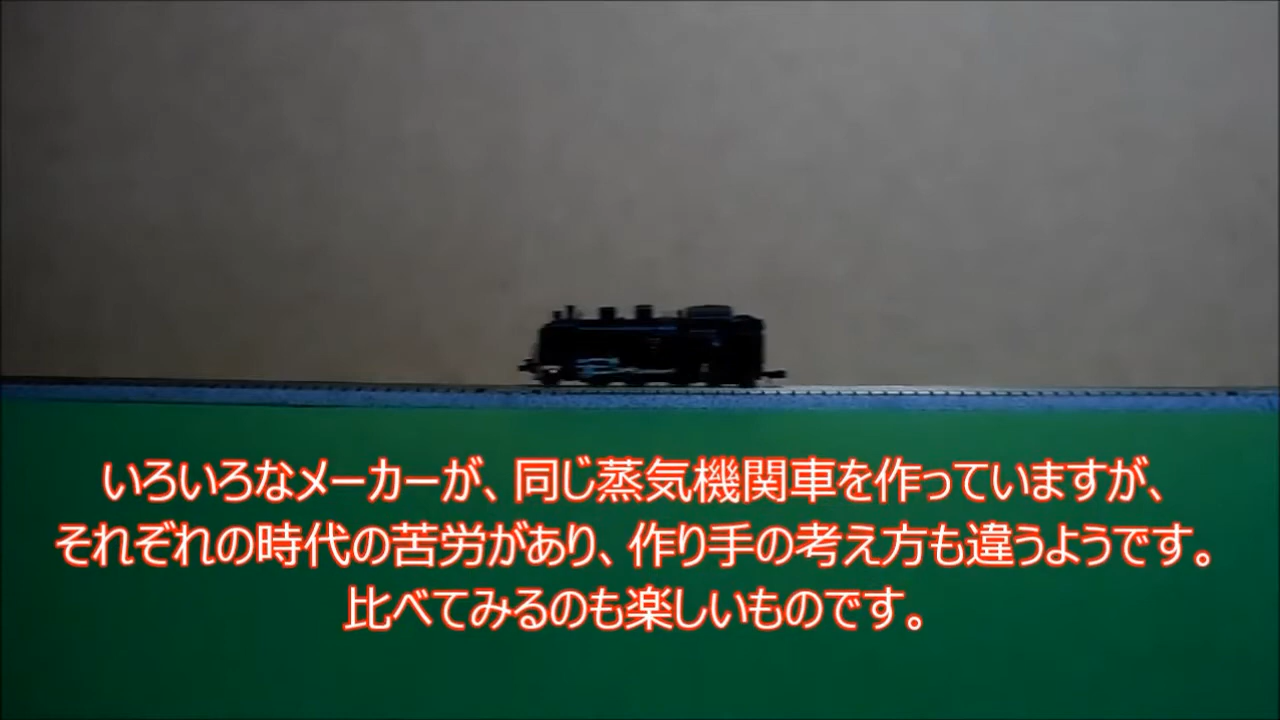 いろいろなメーカーが、同じ蒸気機関車を作っていますが、
それぞれの時代の苦労があり、作り手の考え方も違うようです。
比べてみるのも楽しいものです。